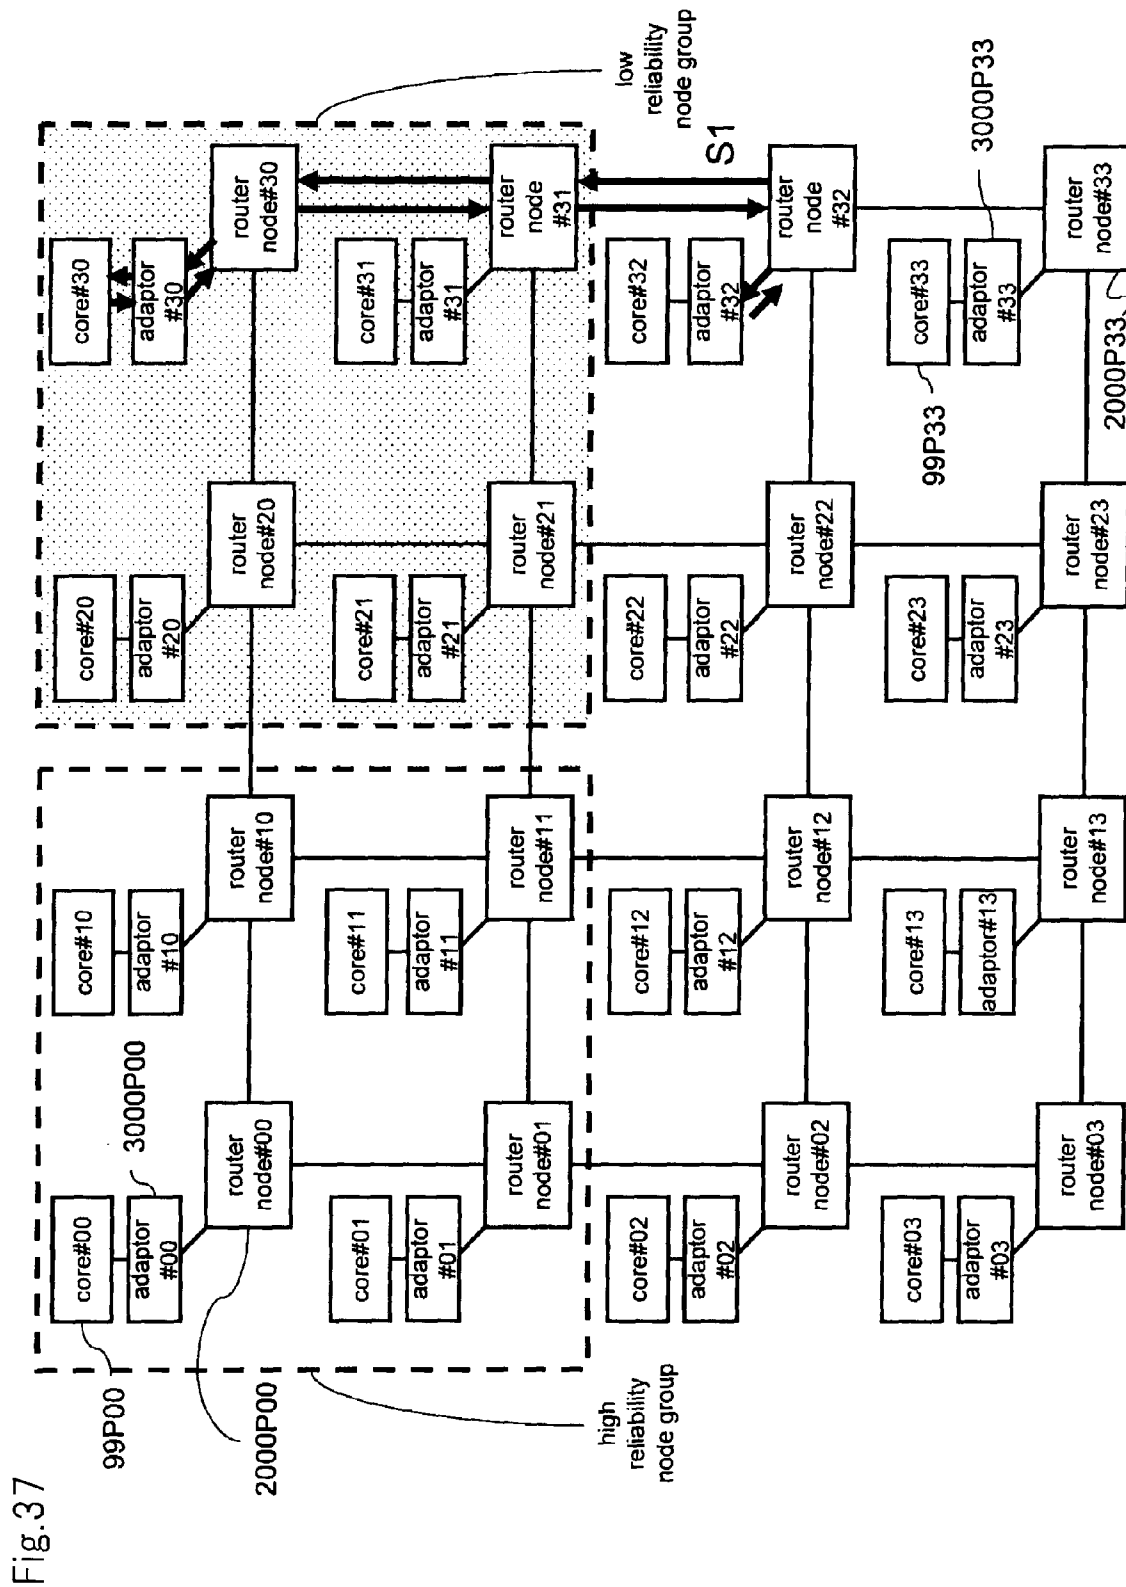 Fig.37
99P00
2000P00
3000P00
high
reliability
node group
low
reliability
node group
core#00
adaptor
#00
router
node#00
core#10
adaptor
#10
router
node#10
core#20
adaptor
#20
router
node#20
core#30
adaptor
#30
router
node#30
core#01
adaptor
#01
router
node#01
core#11
adaptor
#11
router
node#11
core#21
adaptor
#21
router
node#21
core#31
adaptor
#31
router
node
#31
S1
core#02
adaptor
#02
router
node#02
core#12
adaptor
#12
router
node#12
core#22
adaptor
#22
router
node#22
core#32
adaptor
#32
router
node
#32
core#03
adaptor
#03
router
node#03
core#13
adaptor#13
router
node#13
core#23
adaptor
#23
router
node#23
core#33
adaptor
#33
router
node#33
99P33
3000P33
2000P33